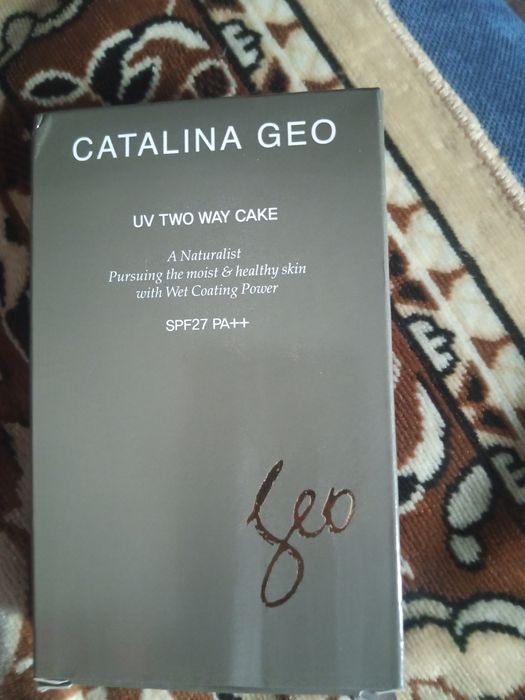 CATALINA GEO
UV TWO WAY CAKE
A Naturalist
Pursuing the moist & healthy skin
with Wet Coating Power
SPF27 PA++
Geo